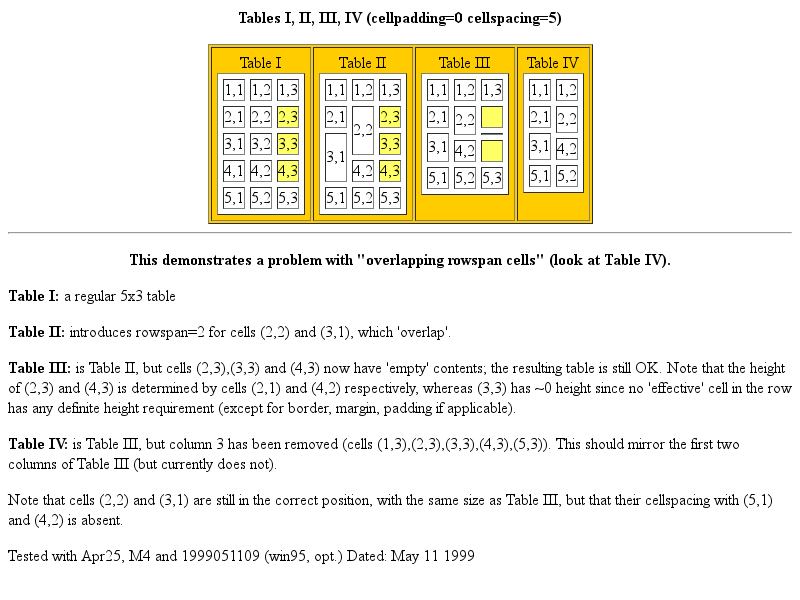 Tables I, II, III, IV (cellpadding=0 cellspacing=5)
Table I Table II Table III Table IV
1,1 1,2 1,3 1,1 1,2 1,3 1,1 1,2 1,3 1,1 1,2
2,1 2,2 2,3 2,1 2,2 2,3 2,1 2,2 2,1 2,2
3,1 3,2 3,3 3,1 3,3 3,1 4,2 3,1 4,2
4,1 4,2 4,3 4,2 4,3 5,1 5,2 5,3 5,1 5,2
5,1 5,2 5,3 5,1 5,2 5,3
This demonstrates a problem with "overlapping rowspan cells" (look at Table IV).
Table I: a regular 5x3 table
Table II: introduces rowspan=2 for cells (2,2) and (3,1), which 'overlap'.
Table III: is Table II, but cells (2,3),(3,3) and (4,3) now have 'empty' contents; the resulting table is still OK. Note that the height
of (2,3) and (4,3) is determined by cells (2,1) and (4,2) respectively, whereas (3,3) has ~0 height since no 'effective' cell in the row
has any definite height requirement (except for border, margin, padding if applicable).
Table IV: is Table III, but column 3 has been removed (cells (1,3),(2,3),(3,3),(4,3),(5,3)). This should mirror the first two
columns of Table III (but currently does not).
Note that cells (2,2) and (3,1) are still in the correct position, with the same size as Table III, but that their cellspacing with (5,1)
and (4,2) is absent.
Tested with Apr25, M4 and 1999051109 (win95, opt.) Dated: May 11 1999